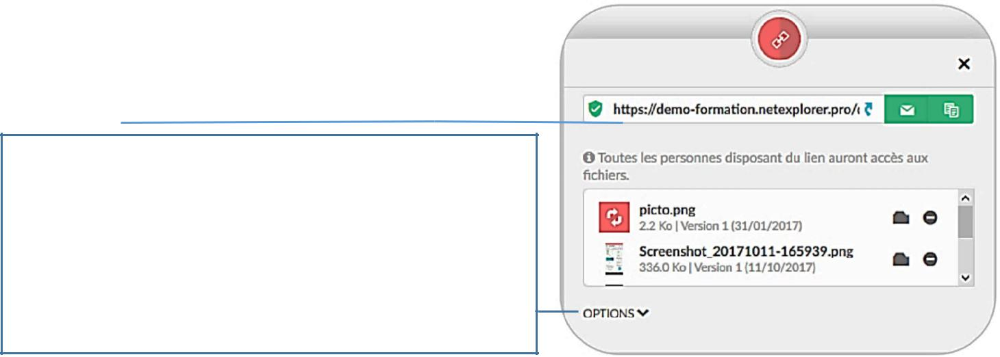 https://demo-formation.netexplorer.pro/
Toutes les personnes disposant du lien auront accès aux
fichiers.
picto.png
2.2 Ko | Version 1 (31/01/2017)
Screenshot_20171011-165939.png
336.0 Ko | Version 1 (11/10/2017)
OPTIONS